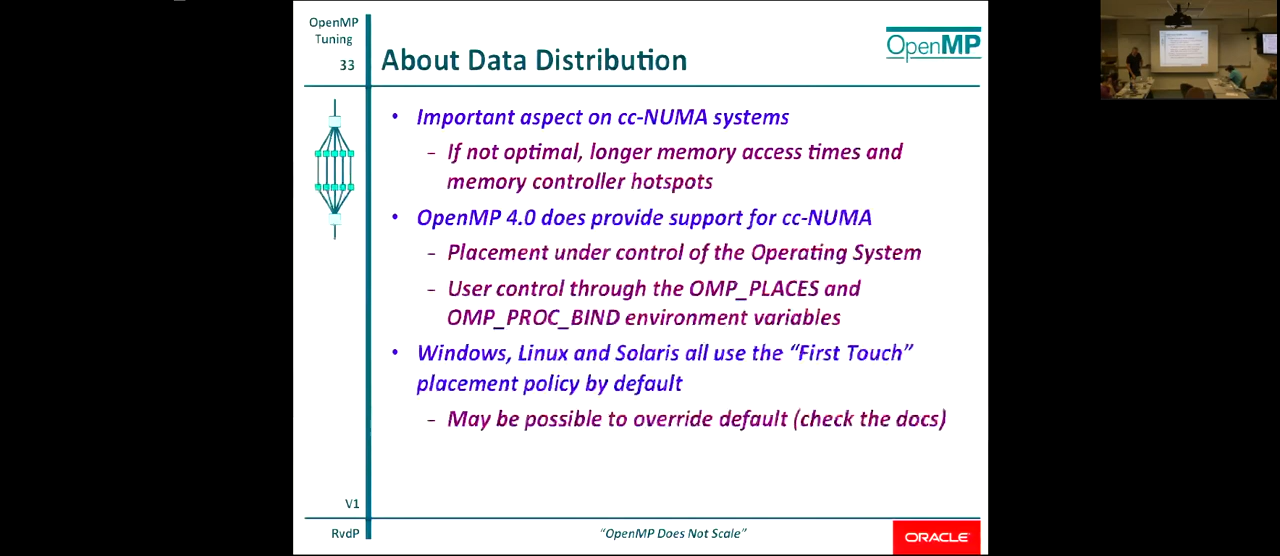 OpenMP
Tuning
33
About Data Distribution
OpenMP
• Important aspect on cc-NUMA systems
– If not optimal, longer memory access times and
memory controller hotspots
• OpenMP 4.0 does provide support for cc-NUMA
– Placement under control of the Operating System
– User control through the OMP_PLACES and
OMP_PROC_BIND environment variables
• Windows, Linux and Solaris all use the “First Touch”
placement policy by default
– May be possible to override default (check the docs)
V1
RvdP
“OpenMP Does Not Scale”
ORACLE